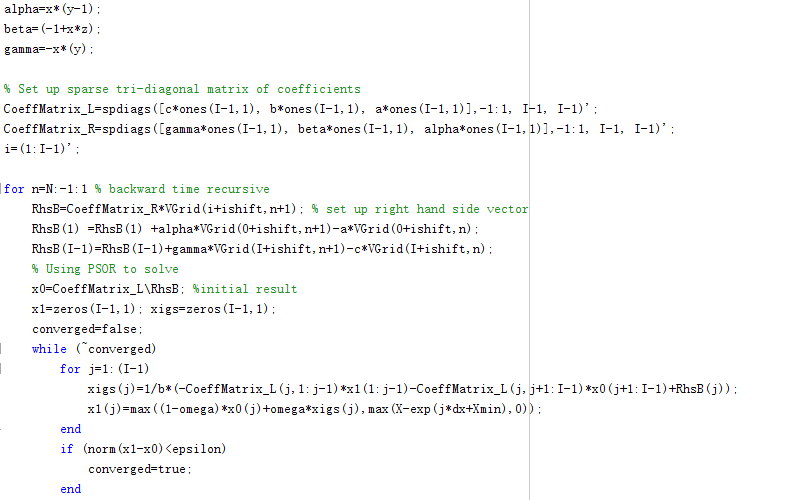 alpha=x*(y-1);
beta=(-1+x*z);
gamma=-x*(y);
% Set up sparse tri-diagonal matrix of coefficients
CoeffMatrix_L=spdiags([c*ones(I-1,1), b*ones(I-1,1), a*ones(I-1,1)],-1:1, I-1, I-1)';
CoeffMatrix_R=spdiags([gamma*ones(I-1,1), beta*ones(I-1,1), alpha*ones(I-1,1)],-1:1, I-1, I-1)';
i=(1:I-1)';
for n=N:-1:1 % backward time recursive
RhsB=CoeffMatrix_R*VGrid(i+ishift,n+1); % set up right hand side vector
RhsB(1) =RhsB(1) +alpha*VGrid(0+ishift,n+1)-a*VGrid(0+ishift,n);
RhsB(I-1)=RhsB(I-1)+gamma*VGrid(I+ishift,n+1)-c*VGrid(I+ishift,n);
% Using PSOR to solve
x0=CoeffMatrix_L\RhsB; %initial result
x1=zeros(I-1,1); xigs=zeros(I-1,1);
converged=false;
while (~converged)
for j=1:(I-1)
xigs(j)=1/b*(-CoeffMatrix_L(j,1:j-1)*x1(1:j-1)-CoeffMatrix_L(j,j+1:I-1)*x0(j+1:I-1)+RhsB(j));
x1(j)=max((1-omega)*x0(j)+omega*xigs(j),max(X-exp(j*dx+Xmin),0));
end
if (norm(x1-x0)<epsilon)
converged=true;
end